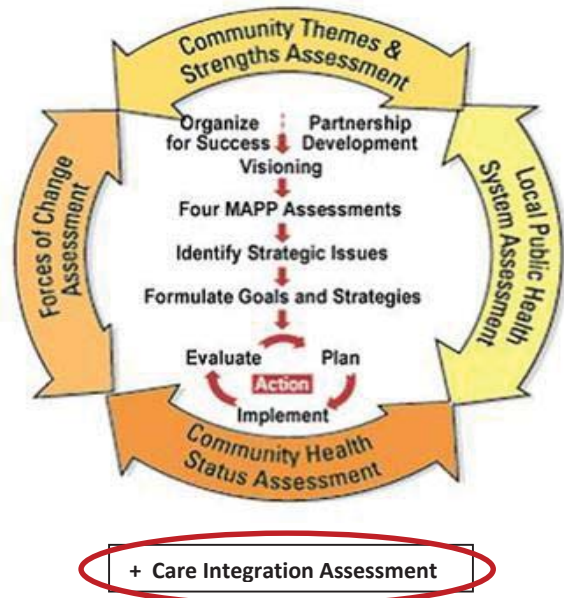 Community Themes &
Strengths Assessment
Organize
for Success
Partnership
Development
Visioning
Four MAPP Assessments
Identify Strategic Issues
Formulate Goals and Strategies
Evaluate
Plan
Action
Implement
Forces of Change
Assessment
Local Public Health
System Assessment
Community Health
Status Assessment
+ Care Integration Assessment